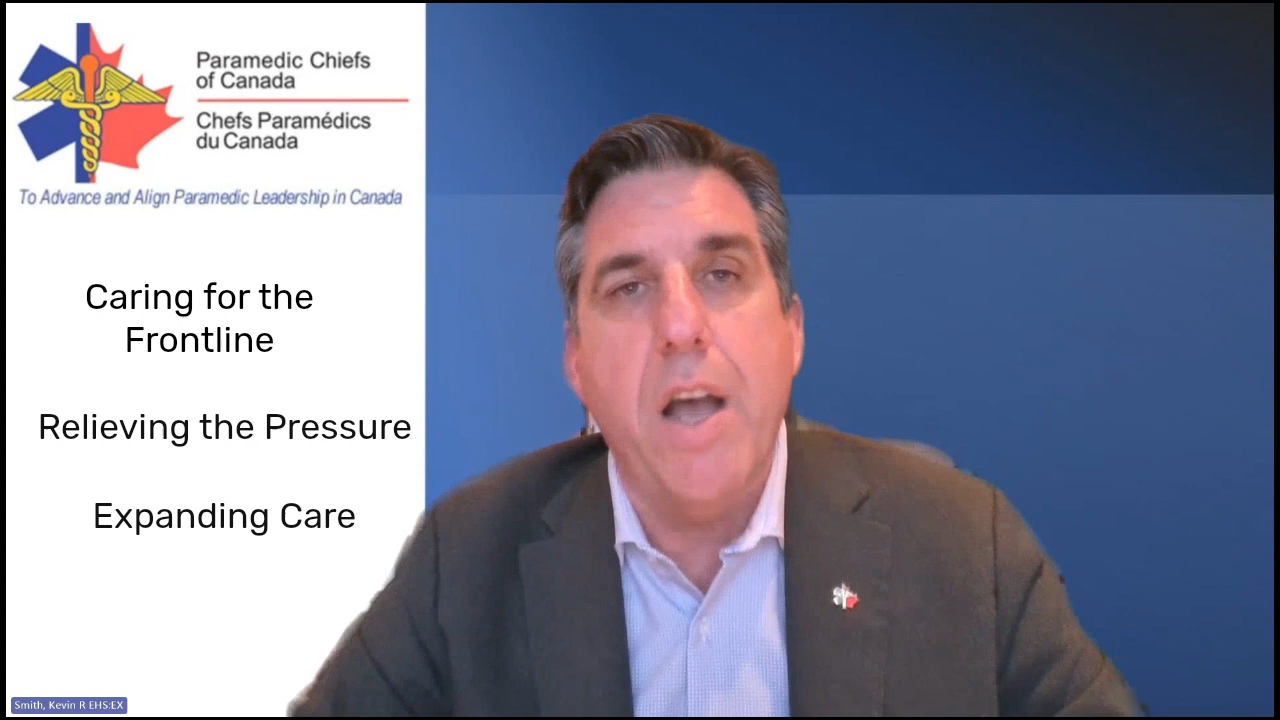 Paramedic Chiefs
of Canada
Chefs Paramédics
du Canada
To Advance and Align Paramedic Leadership in Canada
Caring for the
Frontline
Relieving the Pressure
Expanding Care
Smith, Kevin R EHS:EX